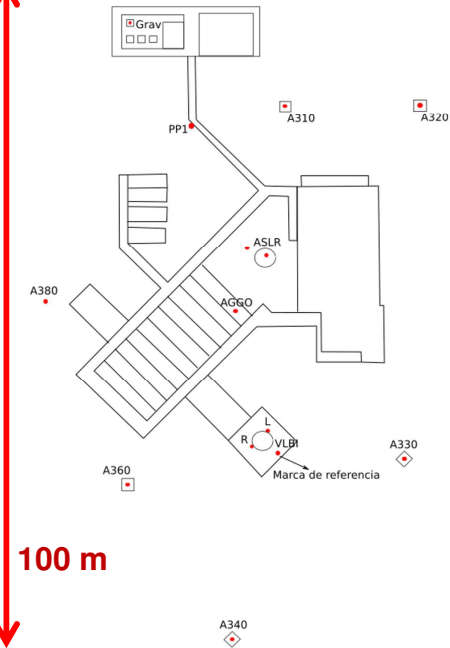 Grav
A310
A320
PP1
ASLR
A380
AGGO
L
R
VLBI
A330
Marca de referencia
A360
100 m
A340